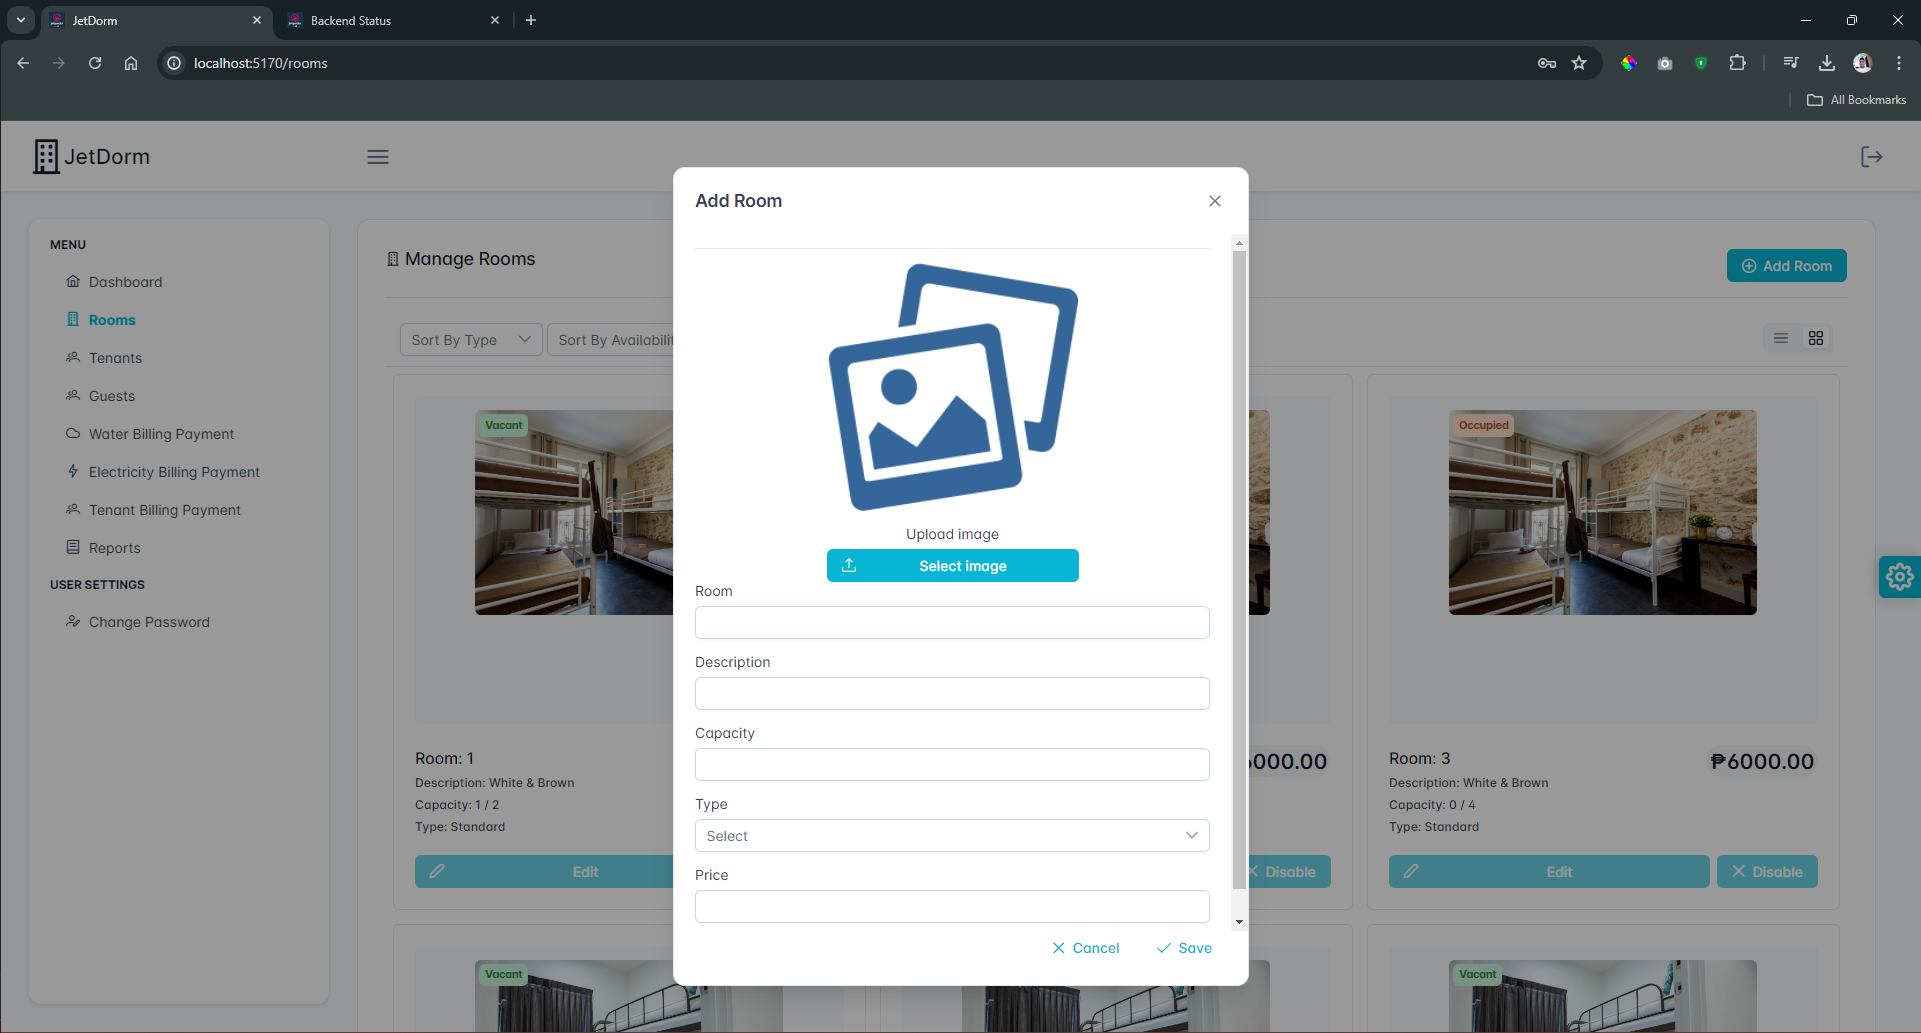 JetDorm
Backend Status
localhost:5170/rooms
All Bookmarks
JetDorm
MENU
Dashboard
Rooms
Tenants
Guests
Water Billing Payment
Electricity Billing Payment
Tenant Billing Payment
Reports
USER SETTINGS
Change Password
Manage Rooms
Add Room
Sort By Type
Sort By
Vacant
Occupied
Room: 1
Description: White & Brown
Capacity: 1 / 2
Type: Standard
Edit
000.00
Disable
Room: 3
₱6000.00
Description: White & Brown
Capacity: 0 / 4
Type: Standard
Edit
Disable
Vacant
Vacant
Add Room
Upload image
Select image
Room
Description
Capacity
Type
Select
Price
Cancel
Save